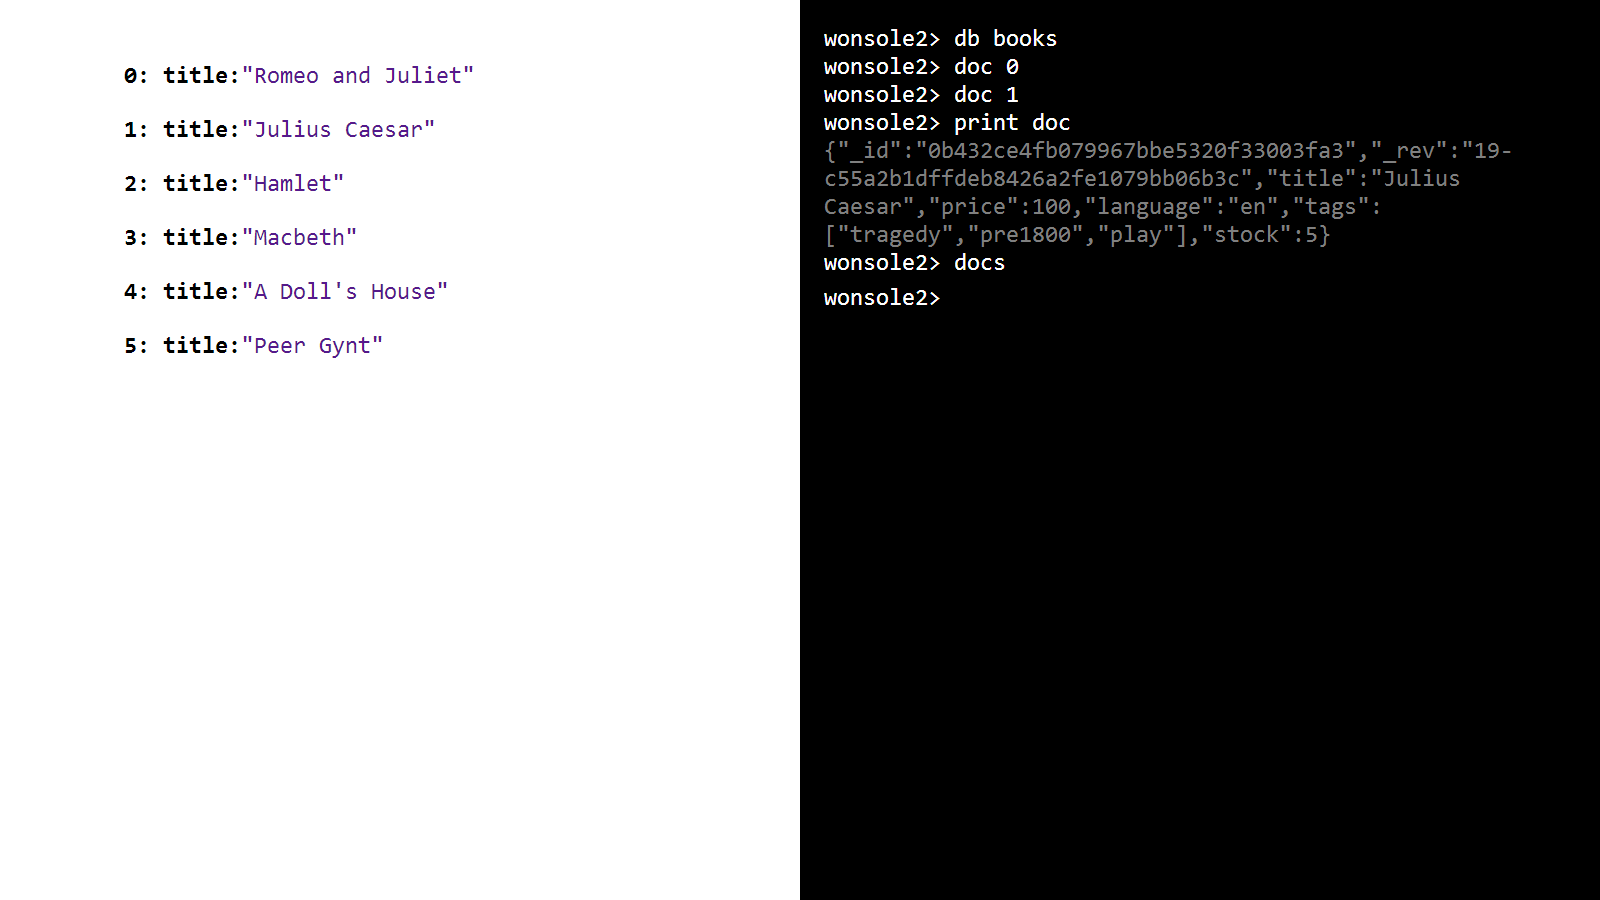 0: title:"Romeo and Juliet"
1: title:"Julius Caesar"
2: title:"Hamlet"
3: title:"Macbeth"
4: title:"A Doll's House"
5: title:"Peer Gynt"
wonsole2> db books
wonsole2> doc 0
wonsole2> doc 1
wonsole2> print doc
{"_id":"0b432ce4fb079967bbe5320f33003fa3","_rev":"19-
c55a2b1dffdeb8426a2fe1079bb06b3c","title":"Julius
Caesar","price":100,"language":"en","tags":
["tragedy","pre1800","play"],"stock":5}
wonsole2> docs
wonsole2>